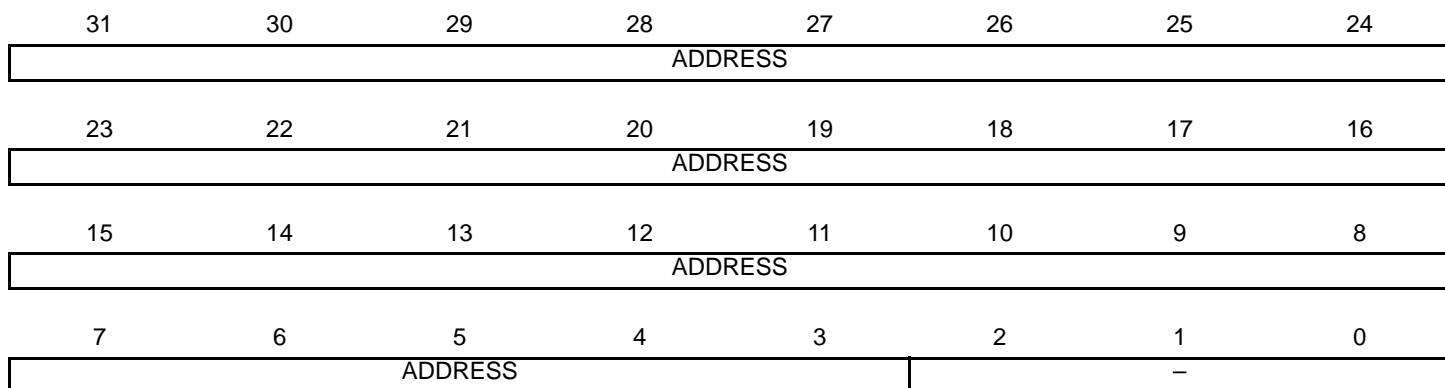 31 30 29 28 27 26 25 24
ADDRESS
23 22 21 20 19 18 17 16
ADDRESS
15 14 13 12 11 10 9 8
ADDRESS
7 6 5 4 3 2 1 0
ADDRESS –